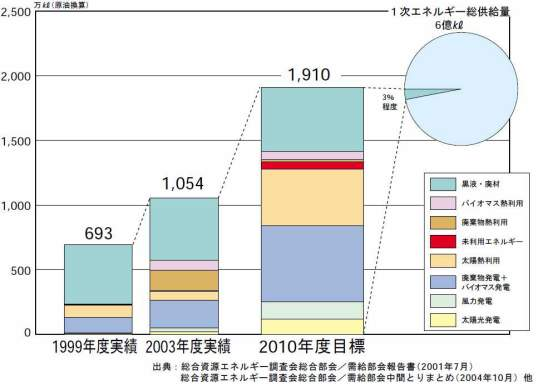 万㎘(原油換算)
2,500
2,000
1,500
1,000
500
0
693
1,054
1,910
1次エネルギー総供給量
6億㎘
3%
程度
黒液・廃材
バイオマス熱利用
廃棄物熱利用
未利用エネルギー
太陽熱利用
廃棄物発電+
バイオマス発電
風力発電
太陽光発電
1999年度実績
2003年度実績
2010年度目標
出典:総合資源エネルギー調査会総合部会/需給部会報告書(2001年7月)
総合資源エネルギー調査会総合部会/需給部会中間とりまとめ(2004年10月)他